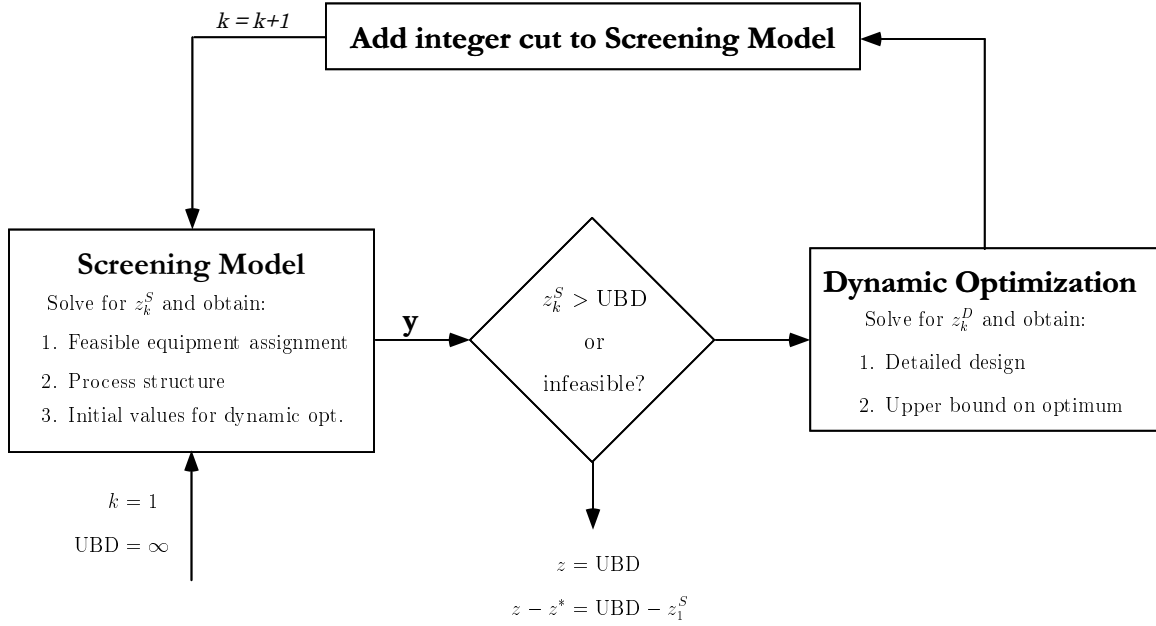 k = k+1
Add integer cut to Screening Model
Screening Model
Solve for z_k^S and obtain:
1. Feasible equipment assignment
2. Process structure
3. Initial values for dynamic opt.
y
z_k^S > UBD
or
infeasible?
Dynamic Optimization
Solve for z_k^D and obtain:
1. Detailed design
2. Upper bound on optimum
k = 1
UBD = ∞
z = UBD
z − z* = UBD − z_1^S